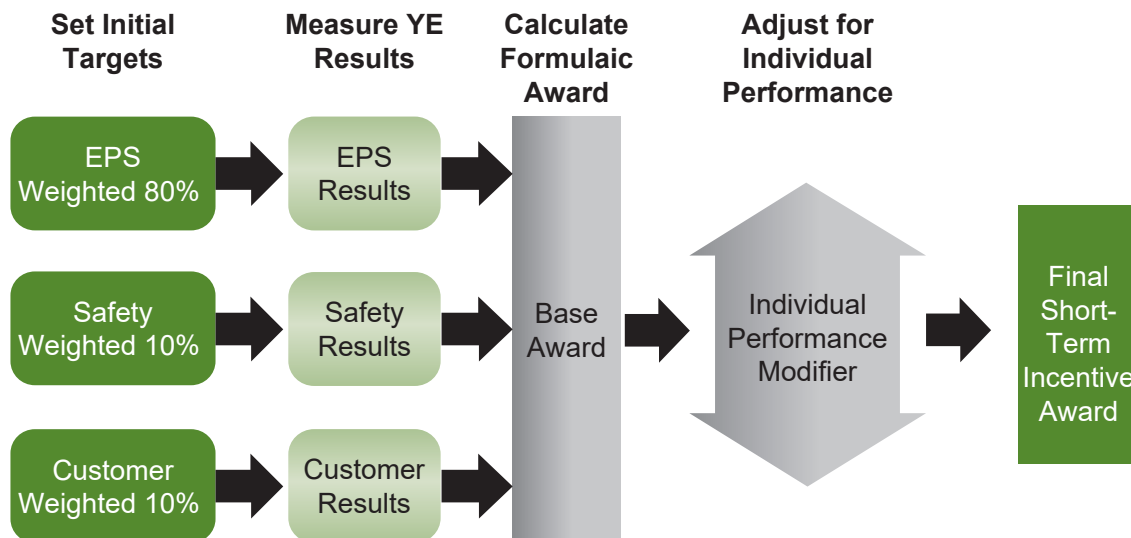 Set Initial
Targets
Measure YE
Results
Calculate
Formulaic
Award
Adjust for
Individual
Performance
EPS
Weighted 80%
EPS
Results
Safety
Weighted 10%
Safety
Results
Customer
Weighted 10%
Customer
Results
Base
Award
Individual
Performance
Modifier
Final
Short-
Term
Incentive
Award